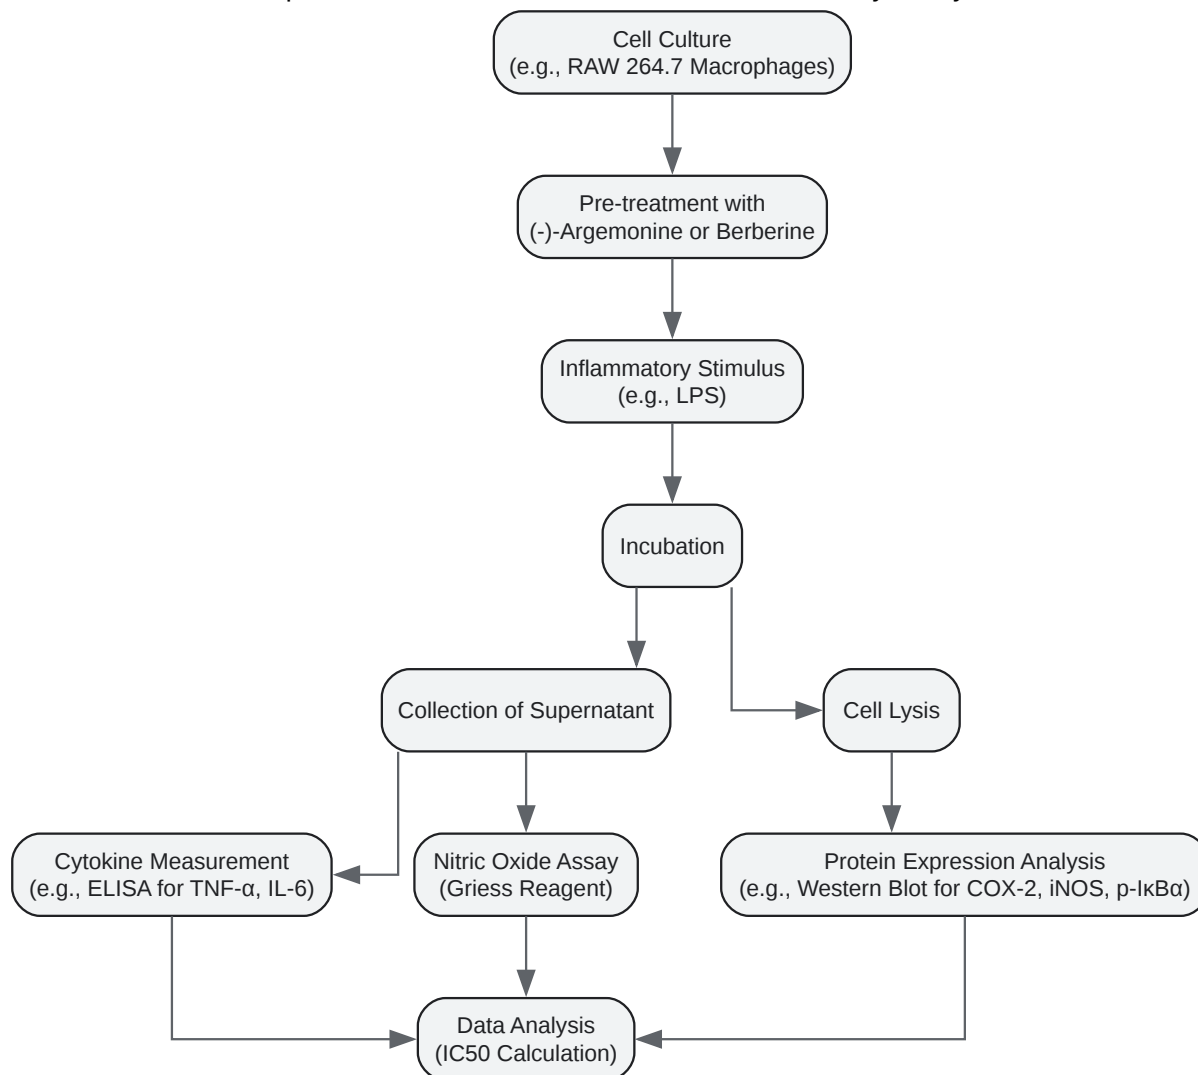 Cell Culture
(e.g., RAW 264.7 Macrophages)
Pre-treatment with
(-)-Argemonine or Berberine
Inflammatory Stimulus
(e.g., LPS)
Incubation
Collection of Supernatant
Cell Lysis
Cytokine Measurement
(e.g., ELISA for TNF-α, IL-6)
Nitric Oxide Assay
(Griess Reagent)
Protein Expression Analysis
(e.g., Western Blot for COX-2, iNOS, p-IκBα)
Data Analysis
(IC50 Calculation)